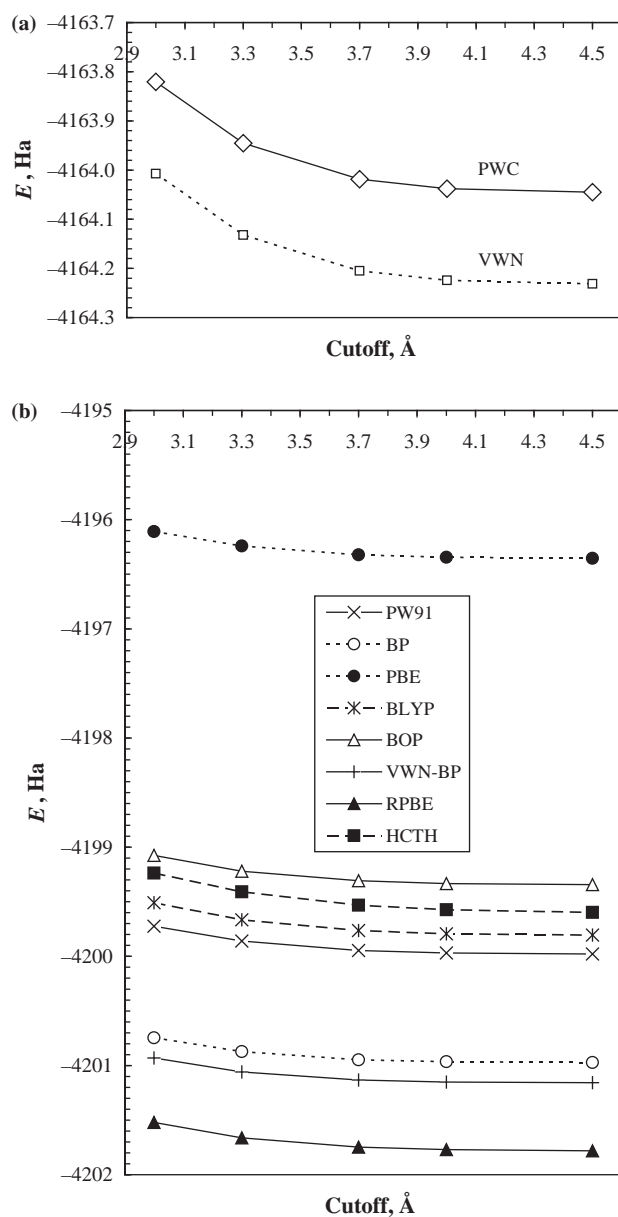 (a)
–4163.7
2.9 3.1 3.3 3.5 3.7 3.9 4.1 4.3 4.5
–4163.8
–4163.9
–4164.0
–4164.1
–4164.2
–4164.3
E, Ha
PWC
VWN
Cutoff, Å
(b)
–4195
2.9 3.1 3.3 3.5 3.7 3.9 4.1 4.3 4.5
–4196
–4197
–4198
–4199
–4200
–4201
–4202
E, Ha
PW91
BP
PBE
BLYP
BOP
VWN-BP
RPBE
HCTH
Cutoff, Å